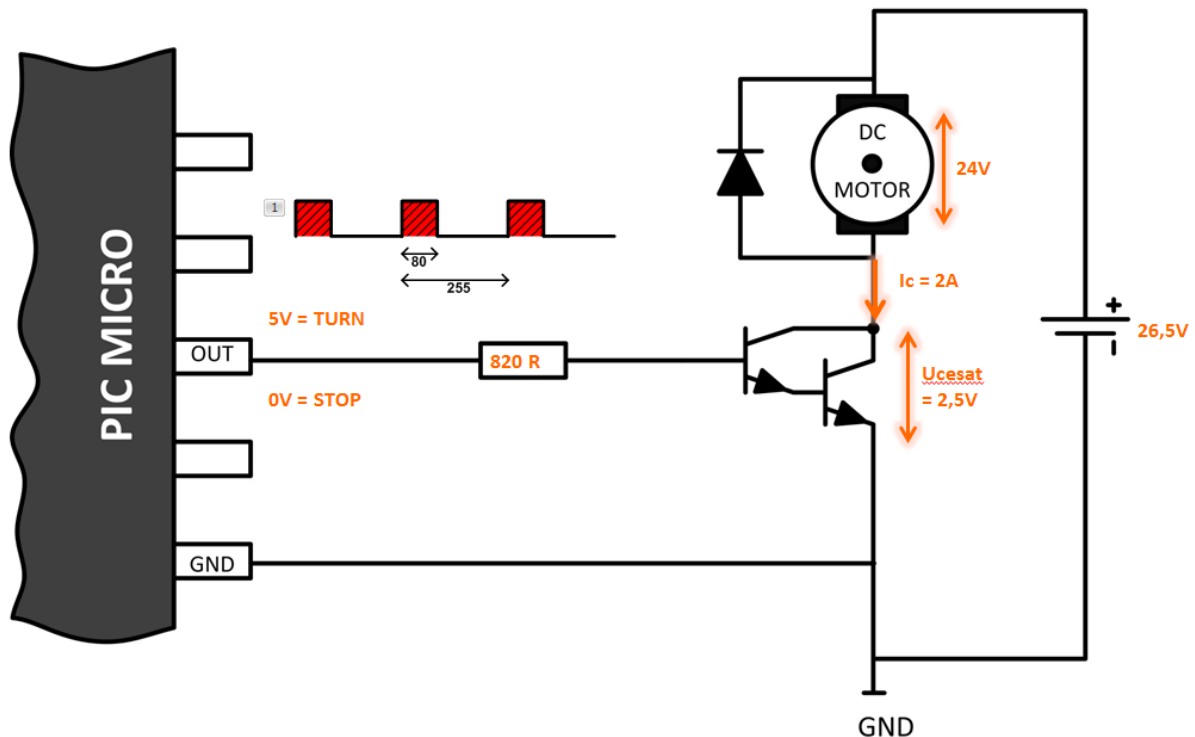 PIC MICRO
1
80
255
5V = TURN
OUT
0V = STOP
GND
820 R
DC
MOTOR
24V
Ic = 2A
Ucesat
= 2,5V
+
26,5V
GND